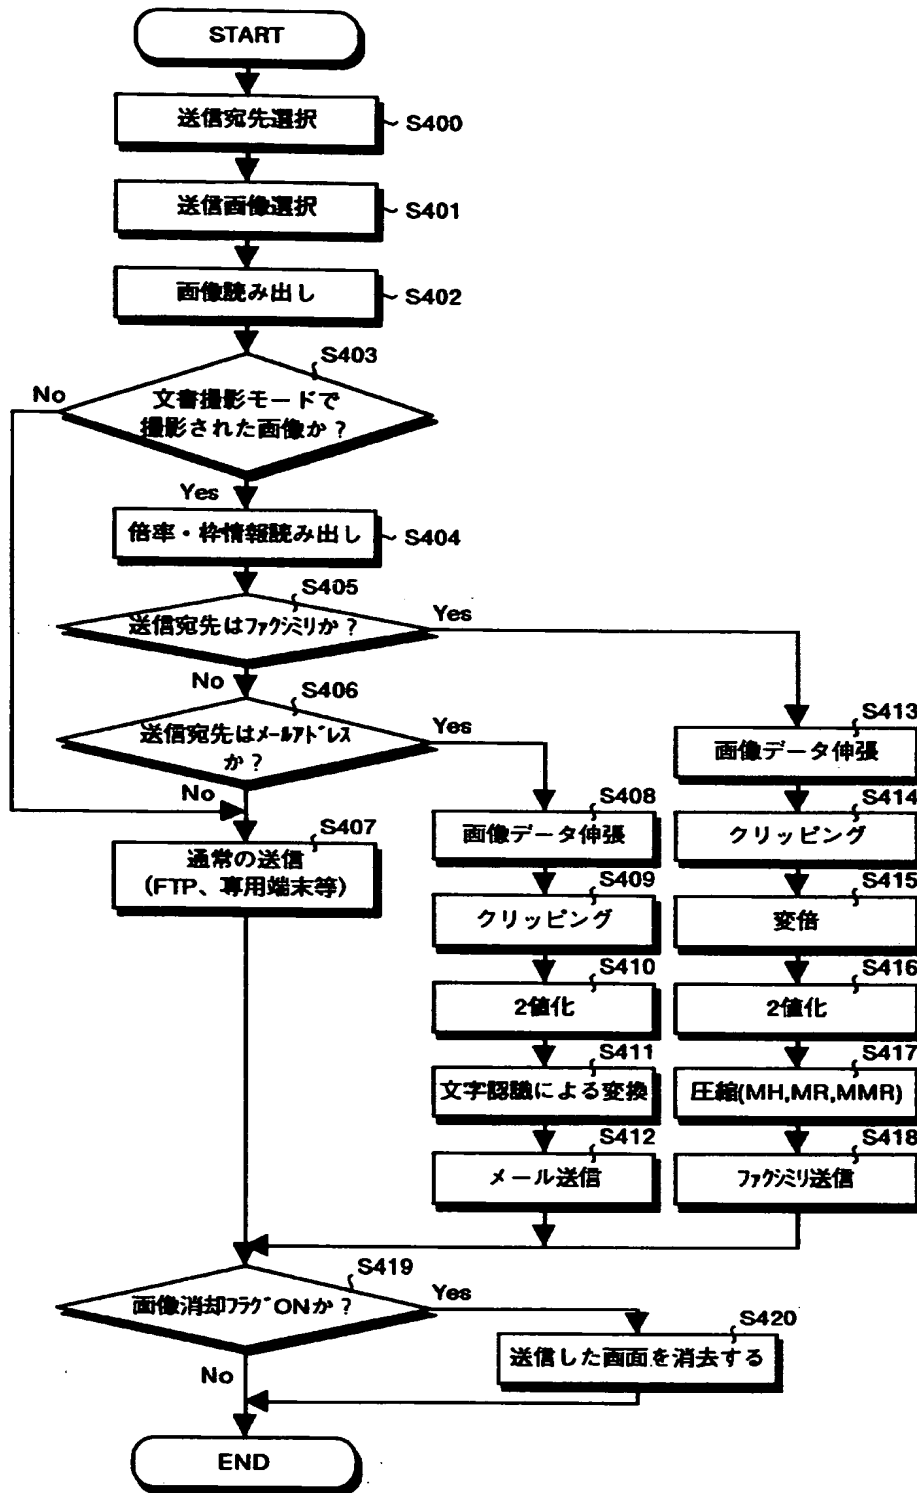 START
送信宛先選択
S400
送信画像選択
S401
画像読み出し
S402
S403
No
文書撮影モードで
撮影された画像か？
Yes
倍率・枠情報読み出し
S404
S405
送信宛先はファクシミリか？
Yes
No
S406
送信宛先はメールアドレス
か？
Yes
No
S407
通常の送信
(FTP、専用端末等)
S408
画像データ伸張
S409
クリッピング
S410
2値化
S411
文字認識による変換
S412
メール送信
S413
画像データ伸張
S414
クリッピング
S415
変倍
S416
2値化
S417
圧縮(MH,MR,MMR)
S418
ファクシミリ送信
S419
画像消却フラグONか？
Yes
S420
送信した画面を消去する
No
END